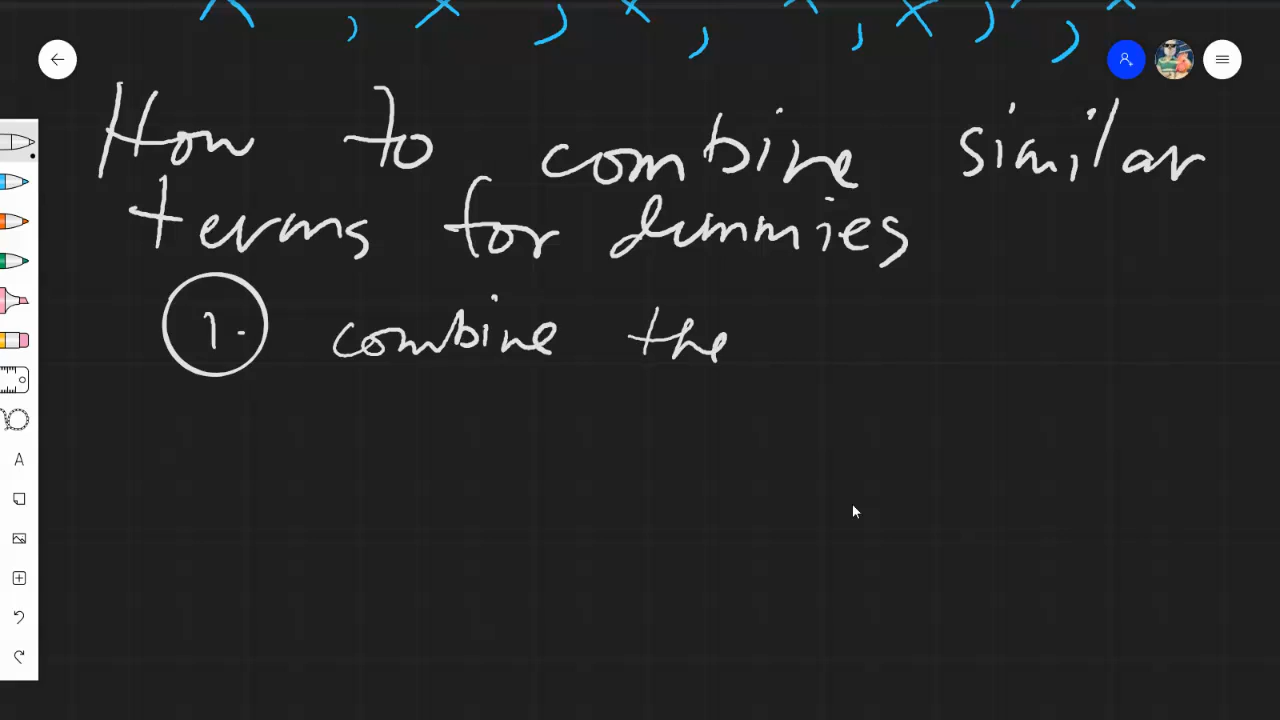 x , x , x , x , x , x
How to combine similar
terms for dummies
1. combine the
A